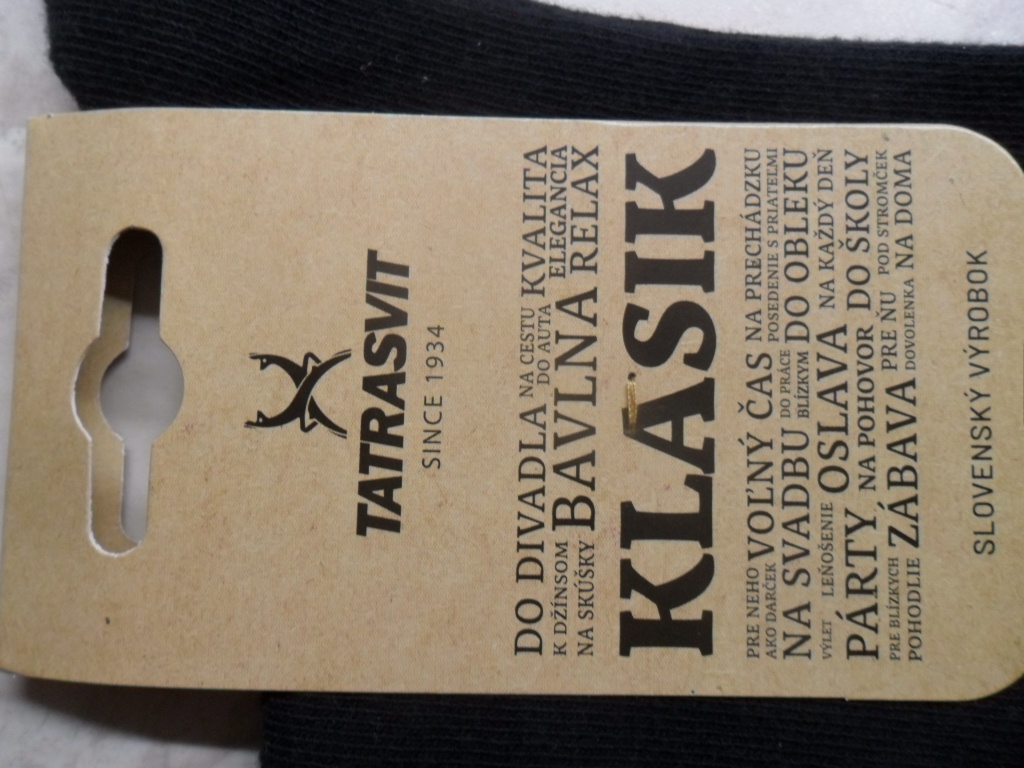 TATRASVIT
SINCE 1934
DO DIVADLA NA CESTU KVALITA
K DŽÍNSOM DO AUTA ELEGANCIA
NA SKÚŠKY BAVLNA RELAX
KLASIK
PRE NEHO VOĽNÝ ČAS NA PRECHÁDZKU
AKO DARČEK POSEDENIE S PRIATEĽMI
NA SVADBU DO PRÁCE BLÍZKYM DO OBLEKU
VÝLET LEŇOŠENIE OSLAVA NA KAŽDÝ DEŇ
PÁRTY NA POHOVOR DO ŠKOLY
PRE BLÍZKYCH ZÁBAVA PRE ŇU POD STROMČEK
POHODLIE DOVOLENKA NA DOMA
SLOVENSKÝ VÝROBOK